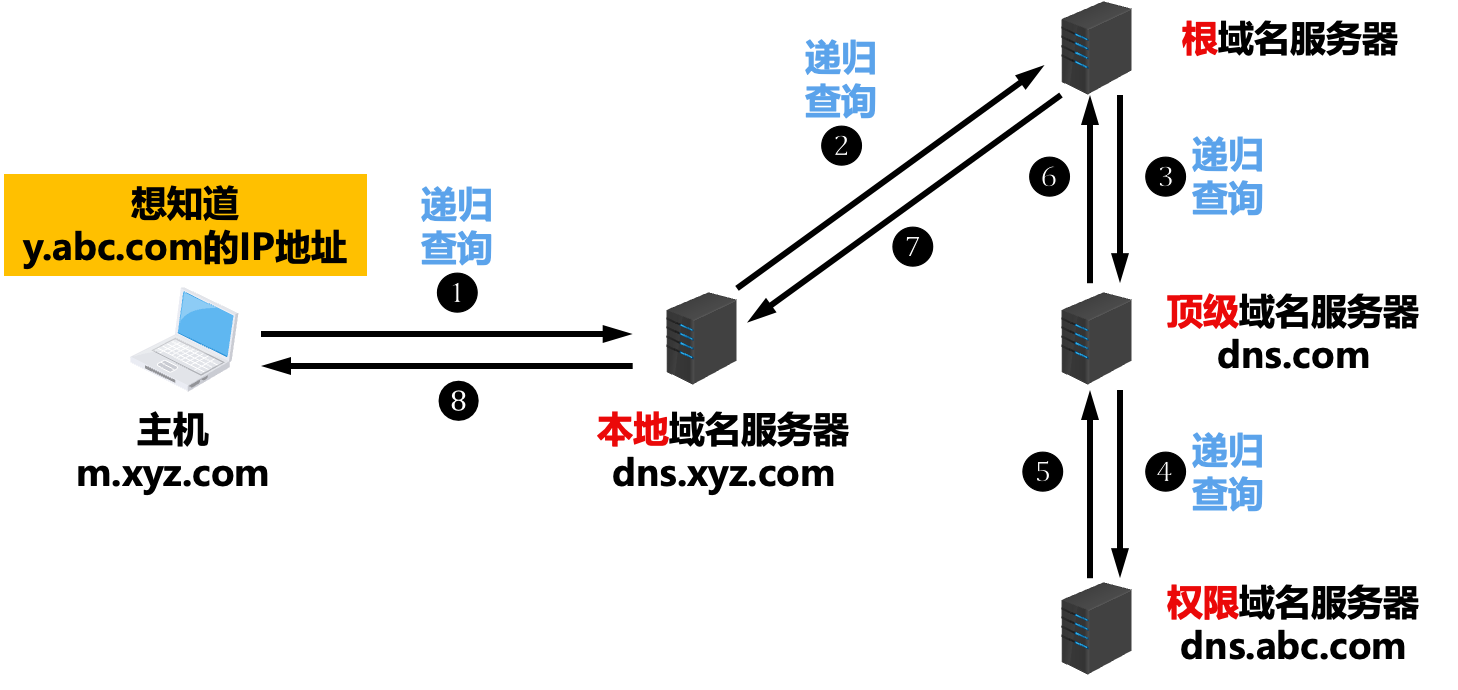 根域名服务器
递归
查询
❷
想知道
y.abc.com的IP地址
递归
查询
❶
❻
❸
递归
查询
❼
顶级域名服务器
dns.com
❽
主机
m.xyz.com
本地域名服务器
dns.xyz.com
❺
❹
递归
查询
权限域名服务器
dns.abc.com